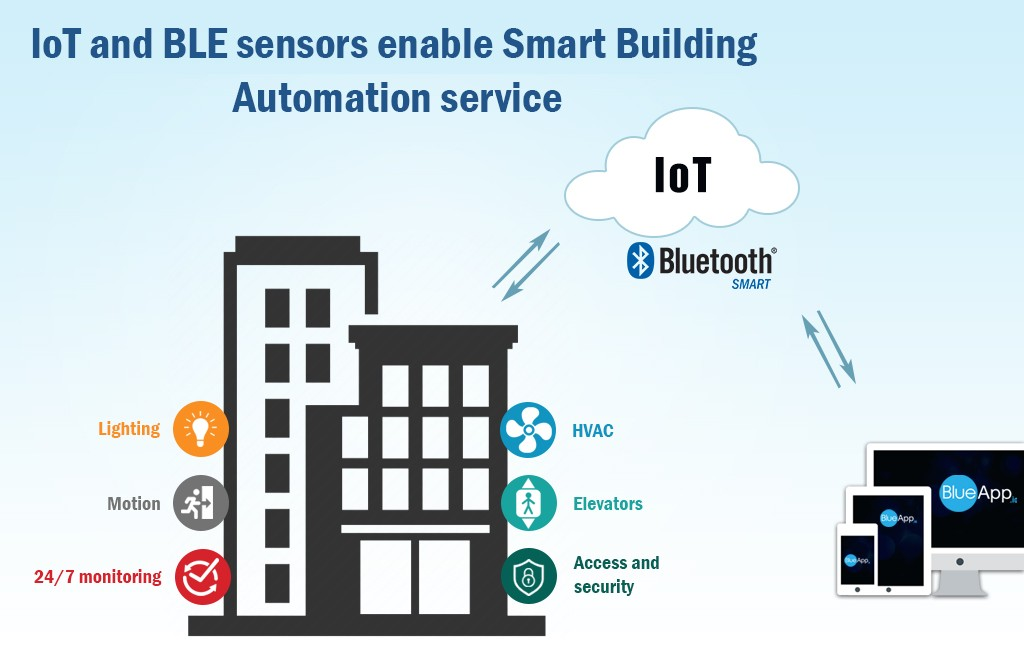 IoT and BLE sensors enable Smart Building
Automation service
IoT
Bluetooth®
SMART
Lighting
HVAC
Motion
Elevators
24/7 monitoring
Access and
security
BlueApp
BlueApp
BlueApp